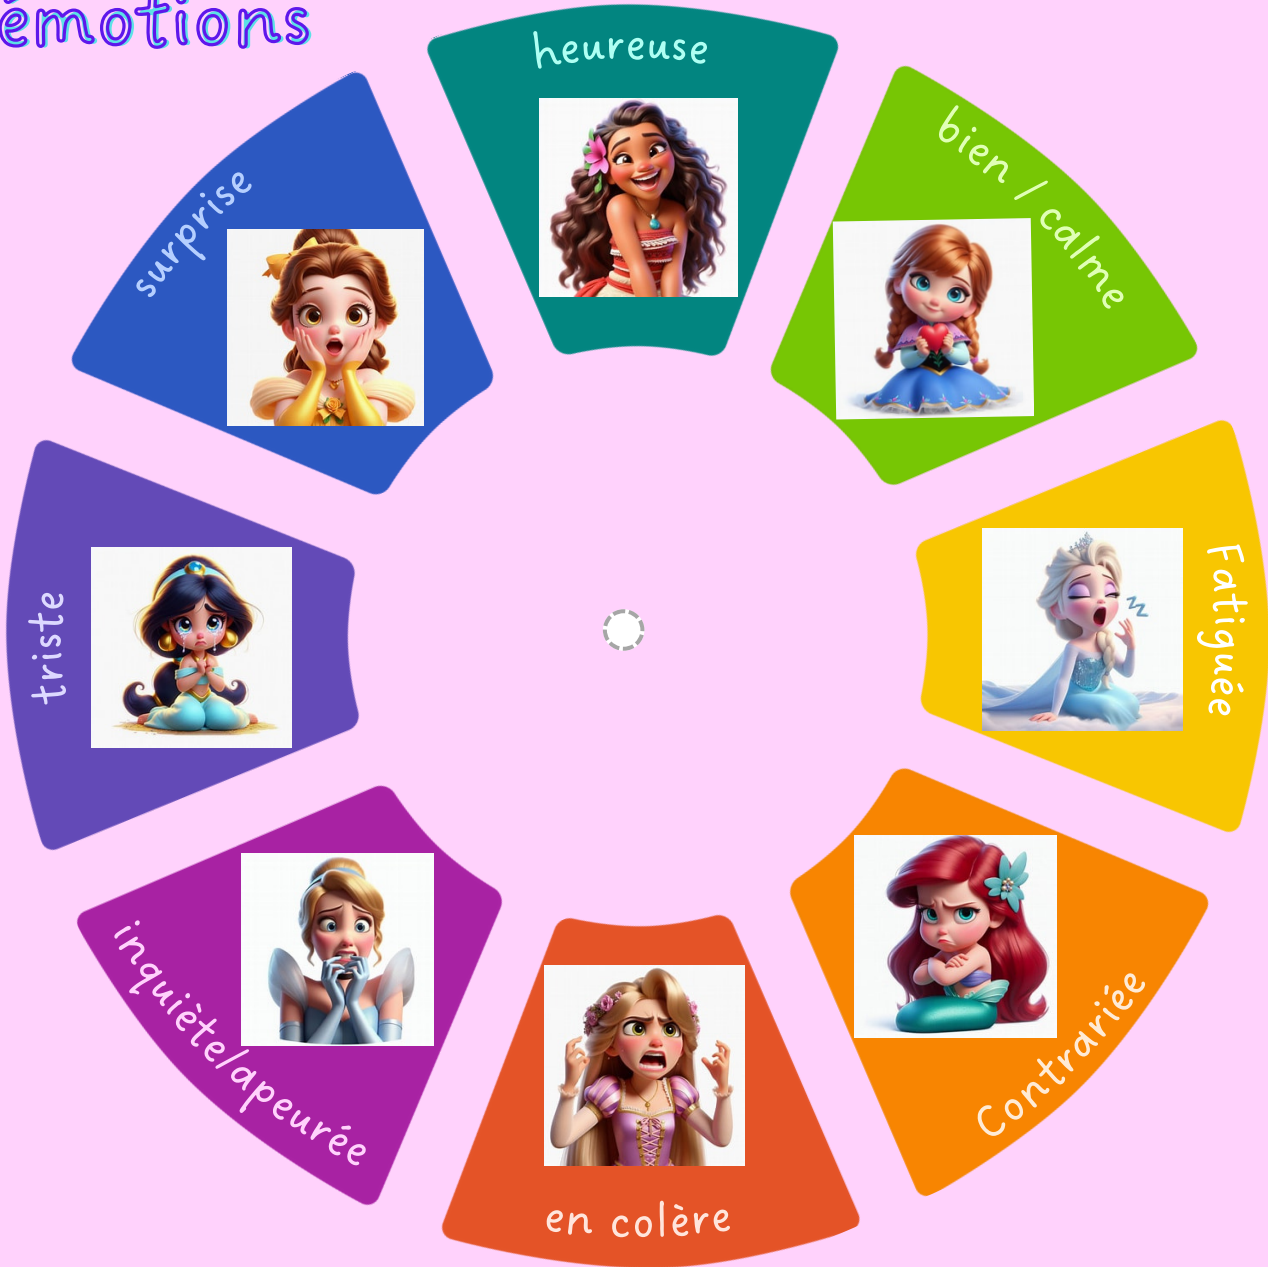 émotions
heureuse
bien / calme
Fatiguée
Contrariée
en colère
inquiète/apeurée
triste
surprise